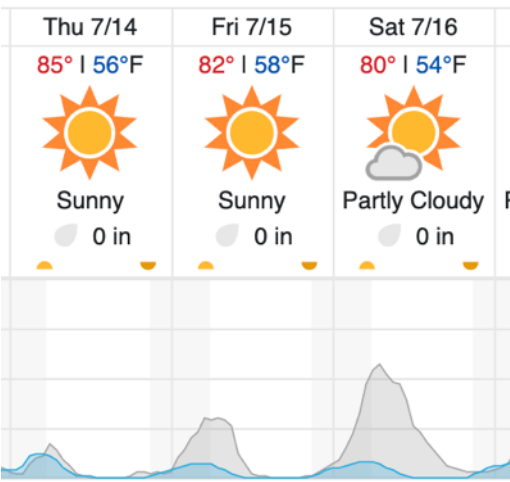 Thu 7/14 Fri 7/15 Sat 7/16
85° | 56°F 82° | 58°F 80° | 54°F
Sunny Sunny Partly Cloudy
0 in 0 in 0 in